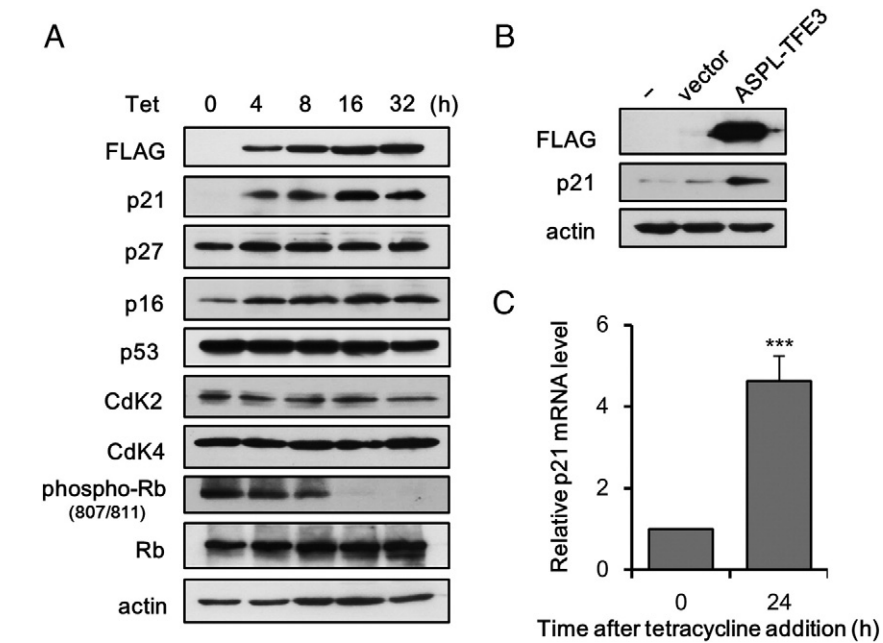 A
Tet 0 4 8 16 32 (h)
FLAG
p21
p27
p16
p53
CdK2
CdK4
phospho-Rb
(807/811)
Rb
actin
B
- vector ASPL-TFE3
FLAG
p21
actin
C
Relative p21 mRNA level
6
4
2
0
***
0 24
Time after tetracycline addition (h)